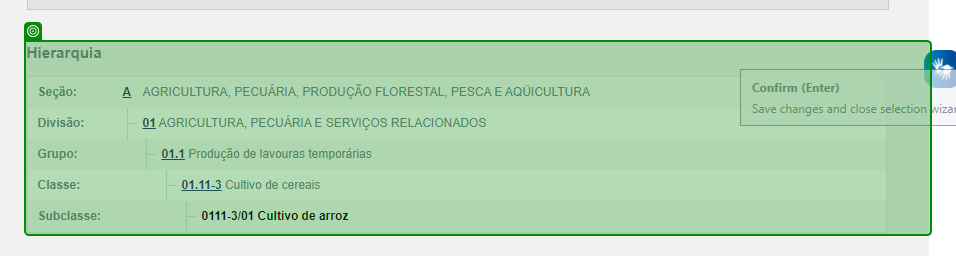 Hierarquia
Seção: A AGRICULTURA, PECUÁRIA, PRODUÇÃO FLORESTAL, PESCA E AQÜICULTURA
Confirm (Enter)
Save changes and close selection wizar
Divisão: 01 AGRICULTURA, PECUÁRIA E SERVIÇOS RELACIONADOS
Grupo: 01.1 Produção de lavouras temporárias
Classe: 01.11-3 Cultivo de cereais
Subclasse: 0111-3/01 Cultivo de arroz